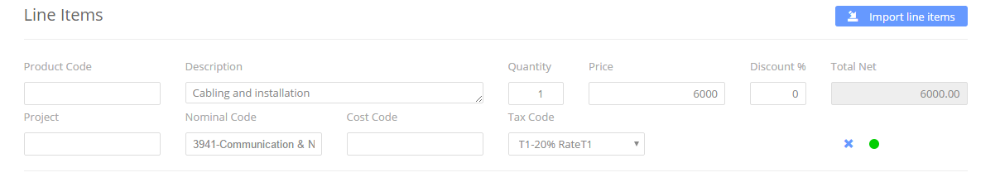 Line Items
Import line items
Product Code Description Quantity Price Discount % Total Net
Cabling and installation 1 6000 0 6000.00
Project Nominal Code Cost Code Tax Code
3941-Communication & N T1-20% RateT1